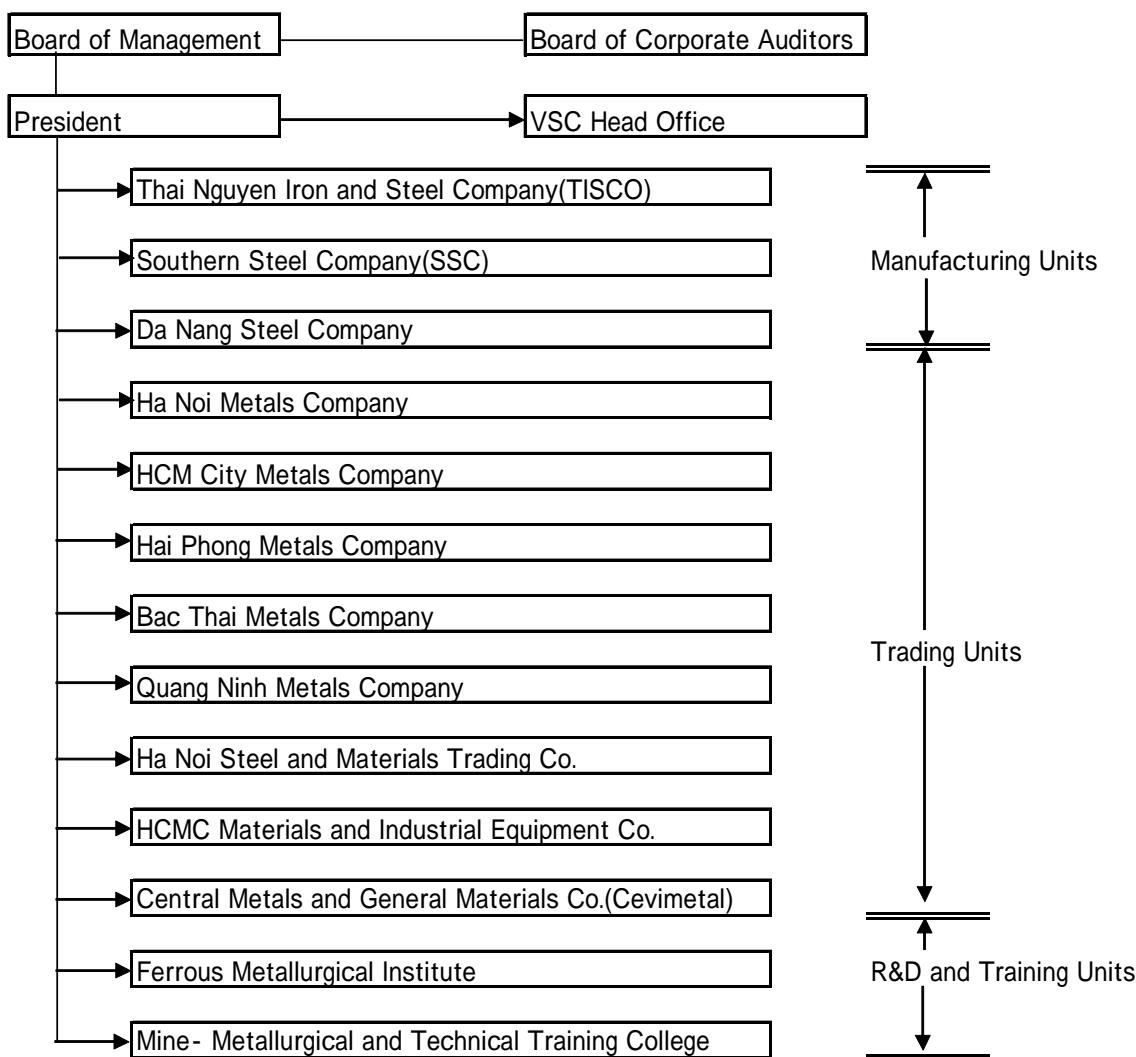 Board of Management
Board of Corporate Auditors
President
VSC Head Office
Thai Nguyen Iron and Steel Company(TISCO)
Southern Steel Company(SSC)
Manufacturing Units
Da Nang Steel Company
Ha Noi Metals Company
HCM City Metals Company
Hai Phong Metals Company
Bac Thai Metals Company
Trading Units
Quang Ninh Metals Company
Ha Noi Steel and Materials Trading Co.
HCMC Materials and Industrial Equipment Co.
Central Metals and General Materials Co.(Cevimetal)
Ferrous Metallurgical Institute
R&D and Training Units
Mine- Metallurgical and Technical Training College